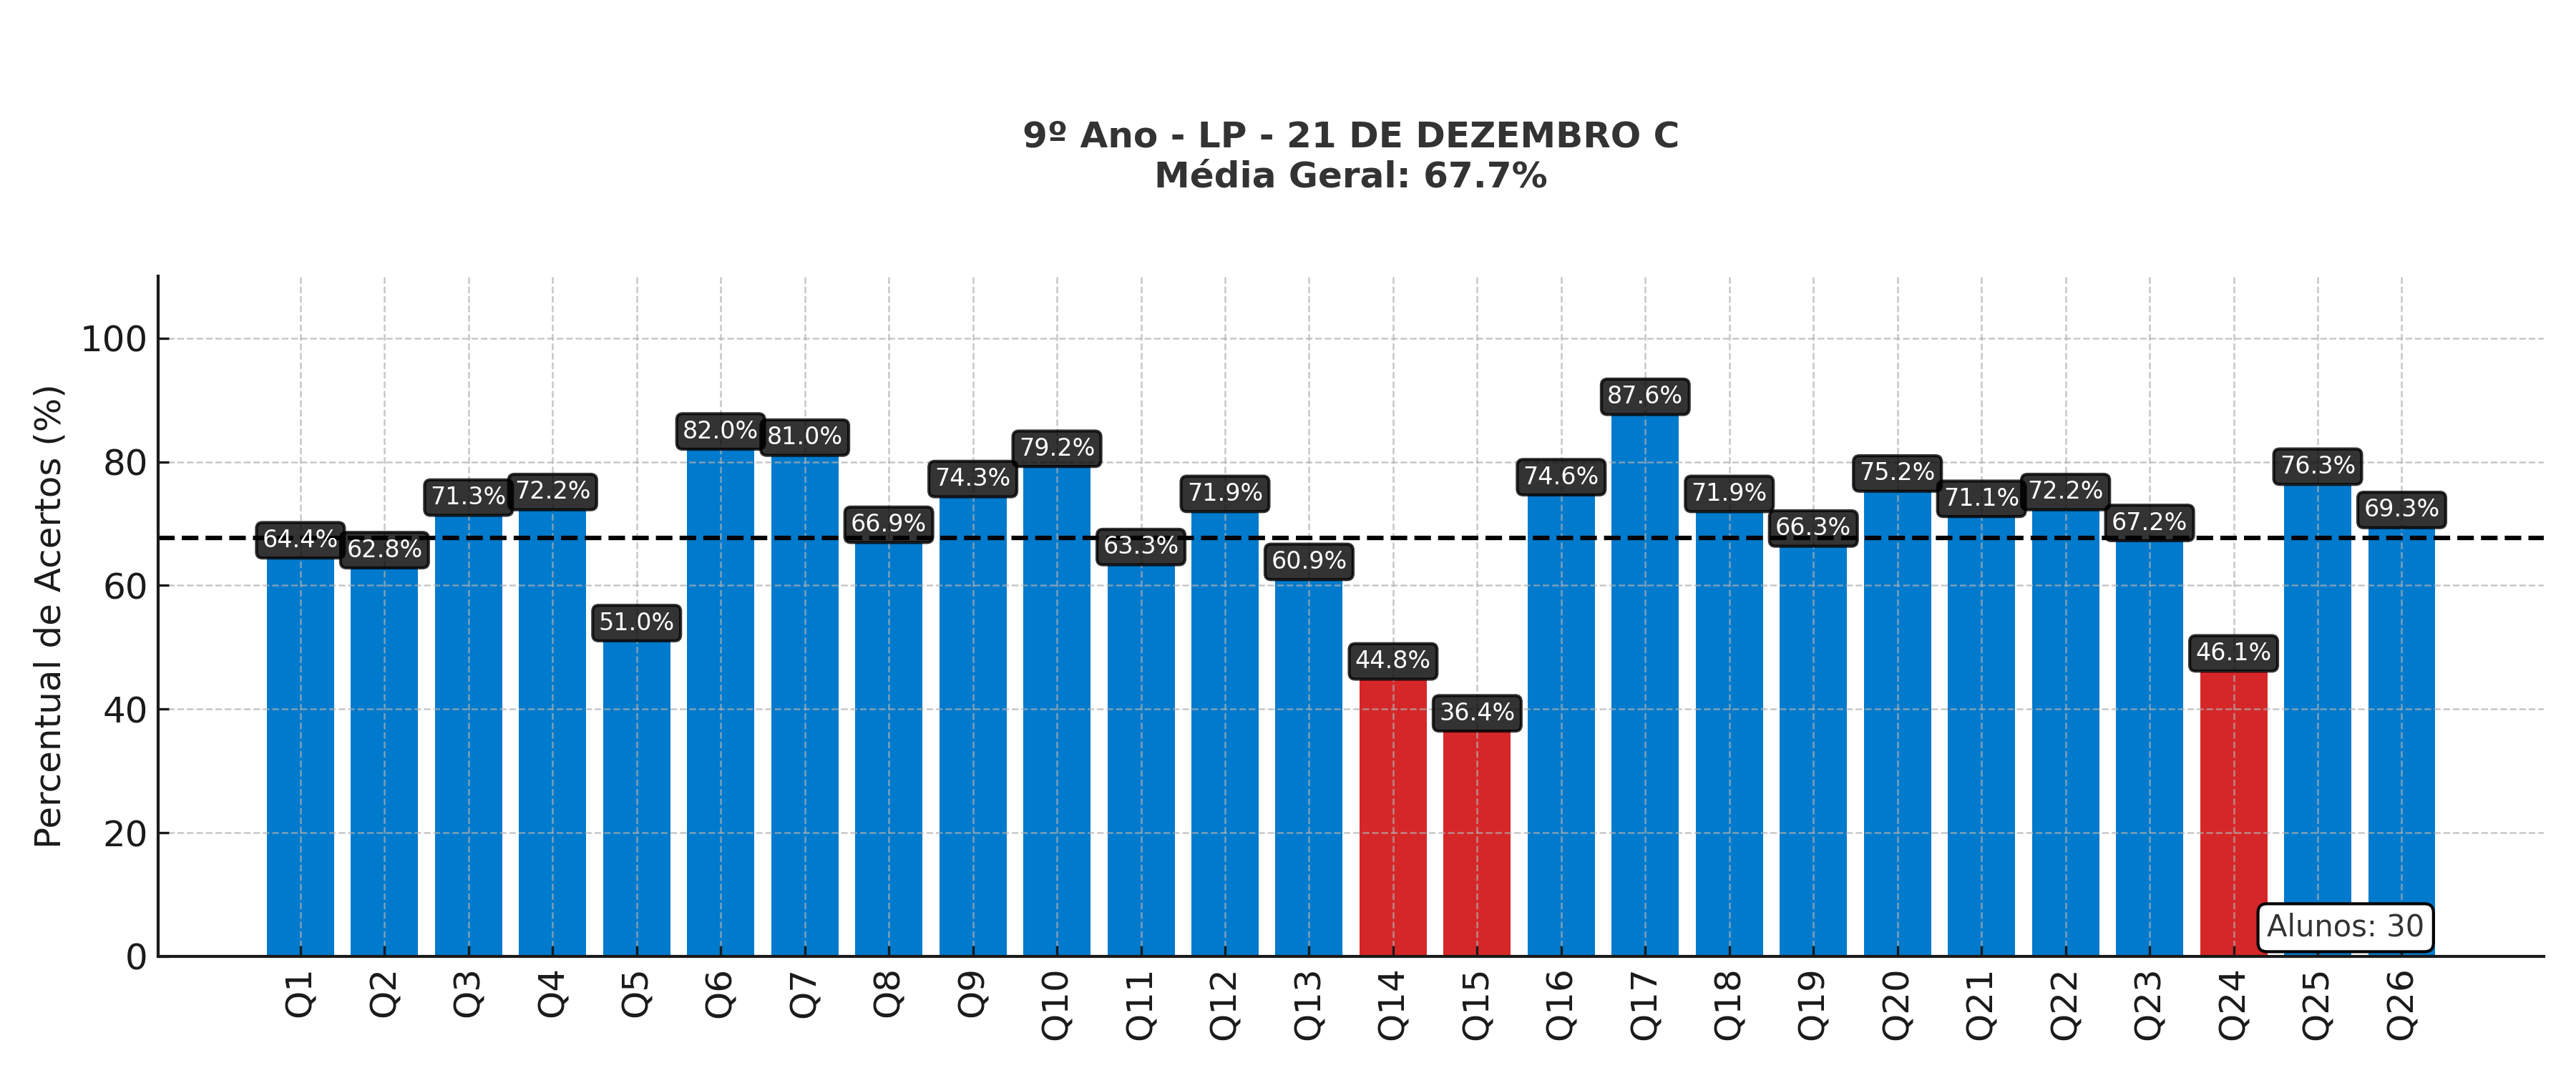 9º Ano - LP - 21 DE DEZEMBRO C
Média Geral: 67.7%
Percentual de Acertos (%)
100
80
60
40
20
0
64.4%
62.8%
71.3%
72.2%
51.0%
82.0%
81.0%
66.9%
74.3%
79.2%
63.3%
71.9%
60.9%
44.8%
36.4%
74.6%
87.6%
71.9%
66.3%
75.2%
71.1%
72.2%
67.2%
46.1%
76.3%
69.3%
Alunos: 30
Q1
Q2
Q3
Q4
Q5
Q6
Q7
Q8
Q9
Q10
Q11
Q12
Q13
Q14
Q15
Q16
Q17
Q18
Q19
Q20
Q21
Q22
Q23
Q24
Q25
Q26